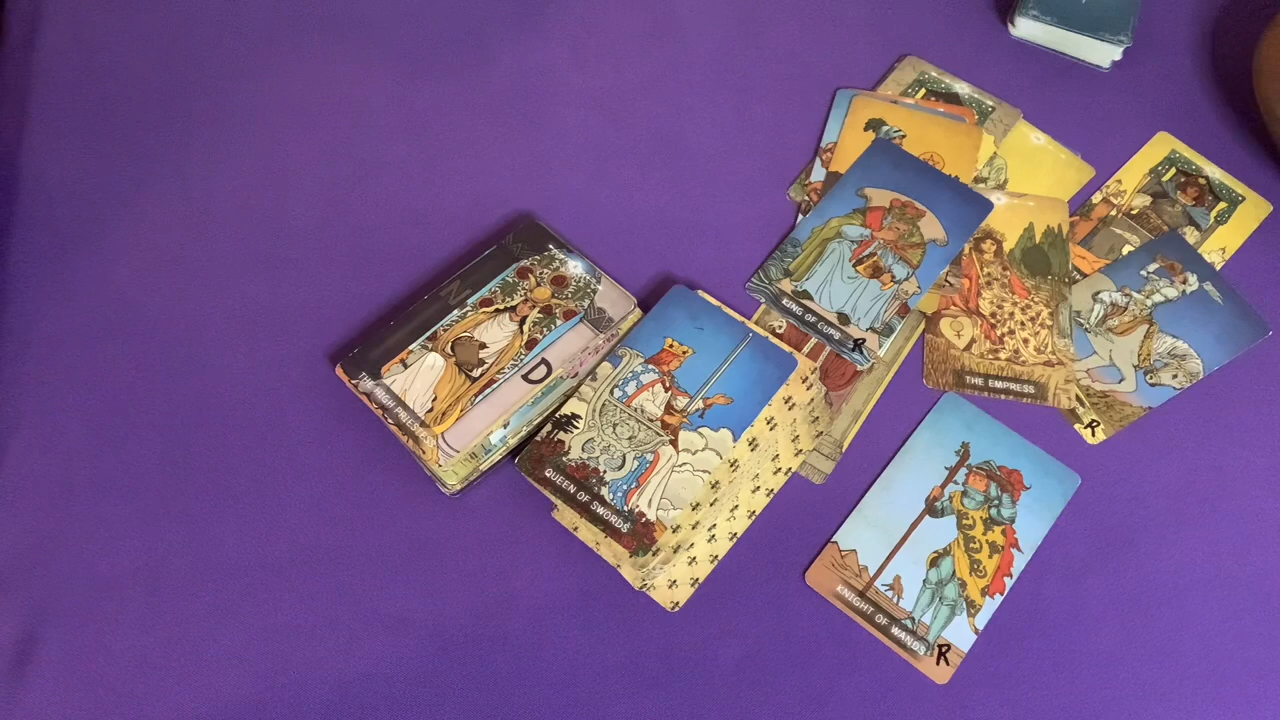 THE HIGH PRIESTESS
D
QUEEN OF SWORDS
KING OF CUPS
R
THE EMPRESS
R
KNIGHT OF WANDS
R